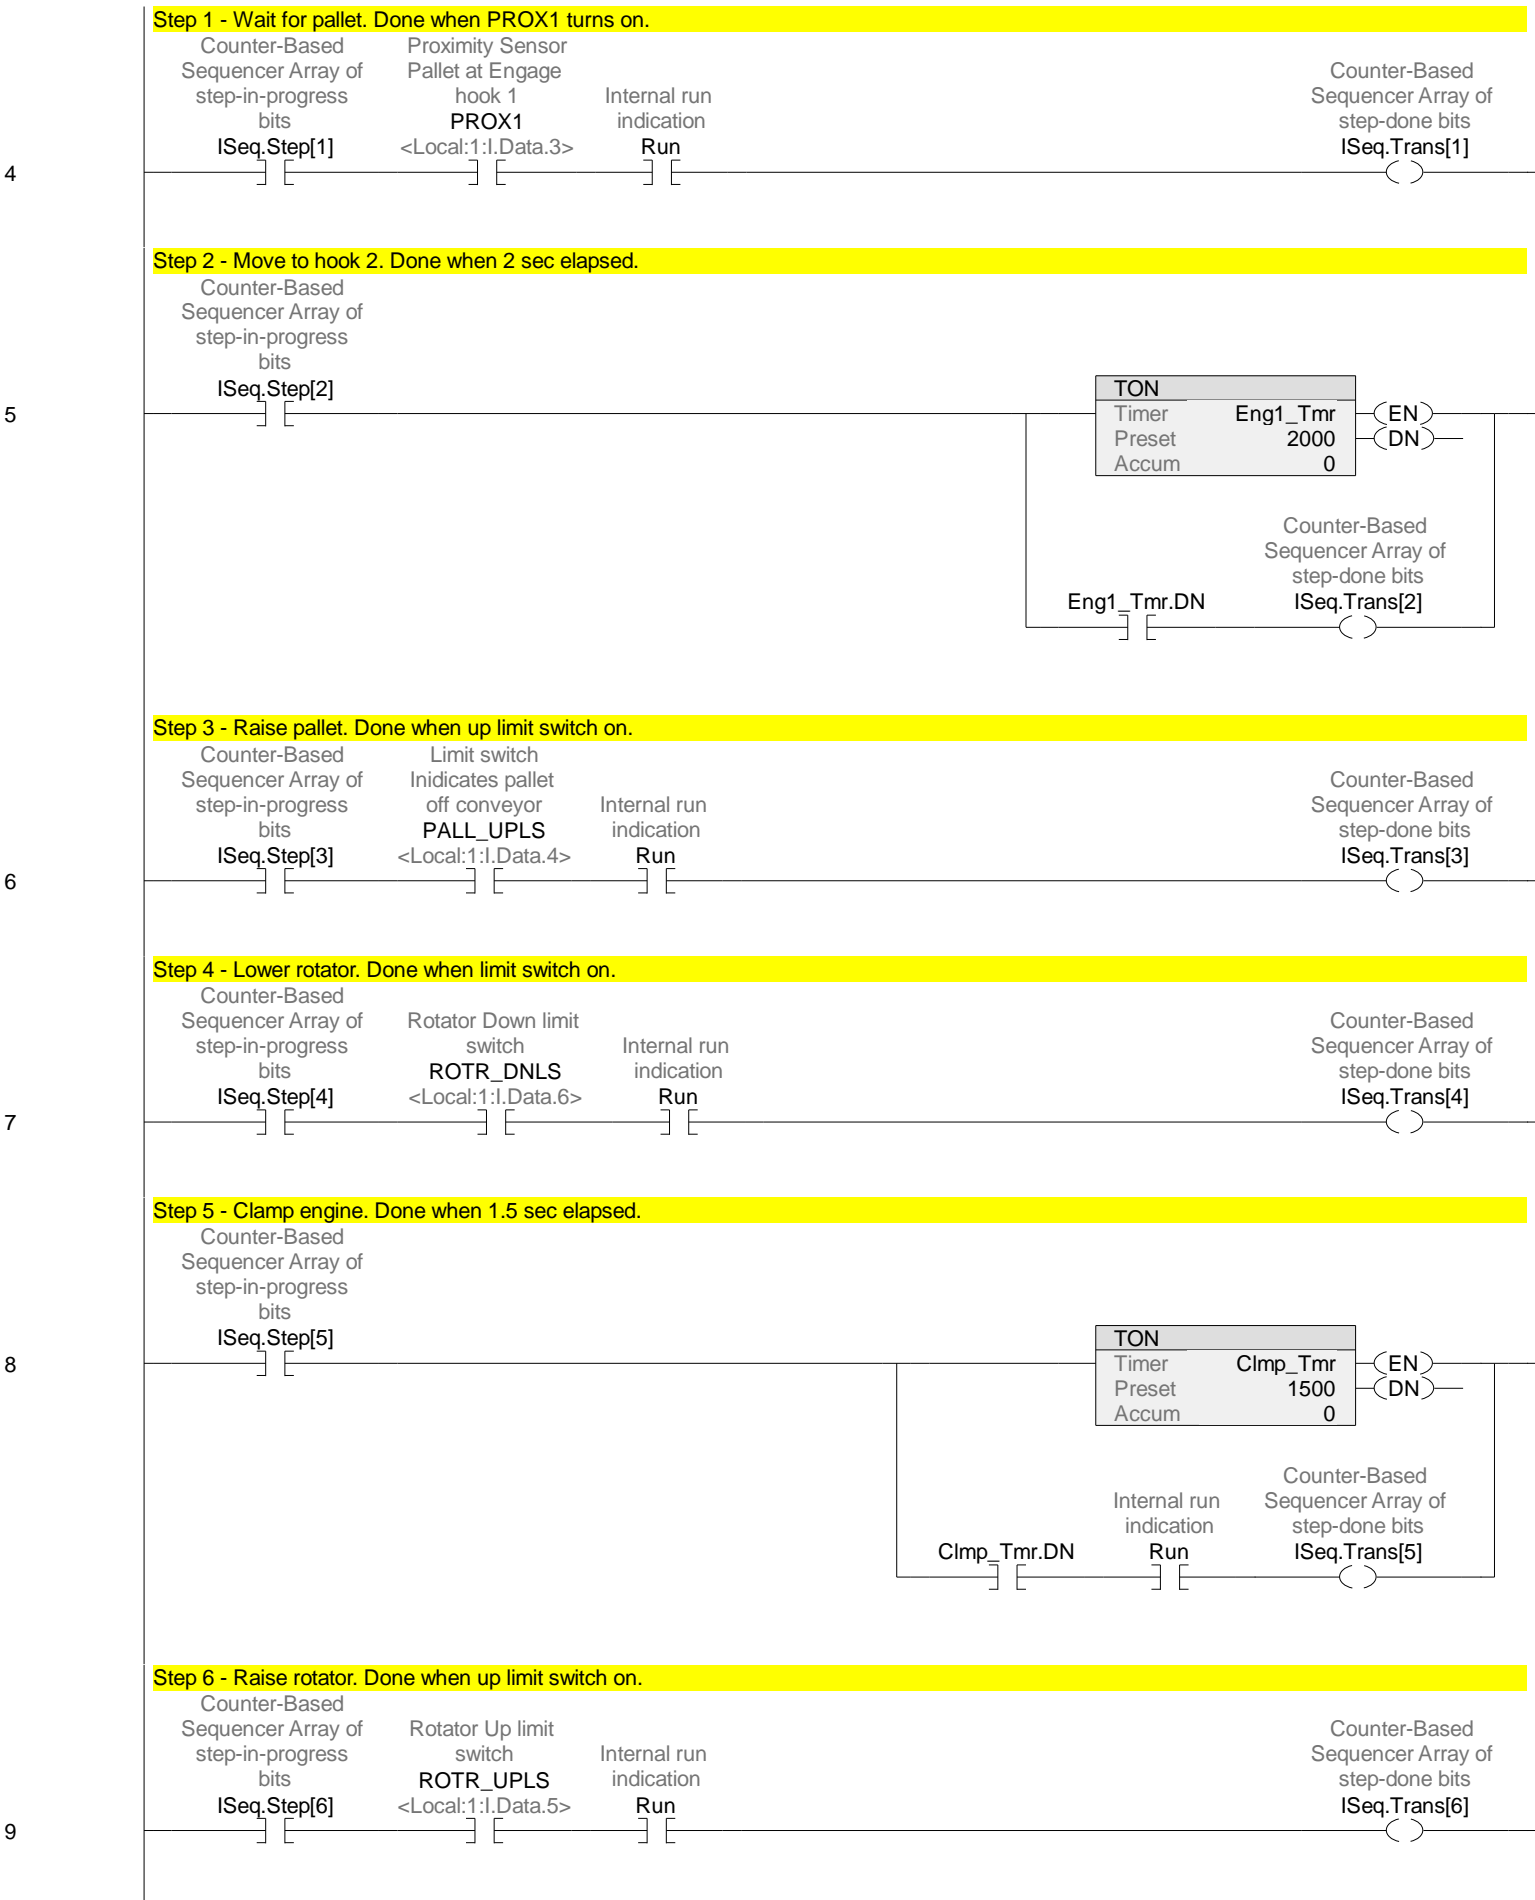 Step 1 - Wait for pallet. Done when PROX1 turns on.
Counter-Based
Sequencer Array of
step-in-progress
bits
ISeq.Step[1]
Proximity Sensor
Pallet at Engage
hook 1
PROX1
<Local:1:I.Data.3>
Internal run
indication
Run
Counter-Based
Sequencer Array of
step-done bits
ISeq.Trans[1]
4
Step 2 - Move to hook 2. Done when 2 sec elapsed.
Counter-Based
Sequencer Array of
step-in-progress
bits
ISeq.Step[2]
5
TON
Timer Eng1_Tmr
Preset 2000
Accum 0
EN
DN
Eng1_Tmr.DN
Counter-Based
Sequencer Array of
step-done bits
ISeq.Trans[2]
Step 3 - Raise pallet. Done when up limit switch on.
Counter-Based
Sequencer Array of
step-in-progress
bits
ISeq.Step[3]
Limit switch
Inidicates pallet
off conveyor
PALL_UPLS
<Local:1:I.Data.4>
Internal run
indication
Run
Counter-Based
Sequencer Array of
step-done bits
ISeq.Trans[3]
6
Step 4 - Lower rotator. Done when limit switch on.
Counter-Based
Sequencer Array of
step-in-progress
bits
ISeq.Step[4]
Rotator Down limit
switch
ROTR_DNLS
<Local:1:I.Data.6>
Internal run
indication
Run
Counter-Based
Sequencer Array of
step-done bits
ISeq.Trans[4]
7
Step 5 - Clamp engine. Done when 1.5 sec elapsed.
Counter-Based
Sequencer Array of
step-in-progress
bits
ISeq.Step[5]
8
TON
Timer Clmp_Tmr
Preset 1500
Accum 0
EN
DN
Clmp_Tmr.DN
Internal run
indication
Run
Counter-Based
Sequencer Array of
step-done bits
ISeq.Trans[5]
Step 6 - Raise rotator. Done when up limit switch on.
Counter-Based
Sequencer Array of
step-in-progress
bits
ISeq.Step[6]
Rotator Up limit
switch
ROTR_UPLS
<Local:1:I.Data.5>
Internal run
indication
Run
Counter-Based
Sequencer Array of
step-done bits
ISeq.Trans[6]
9